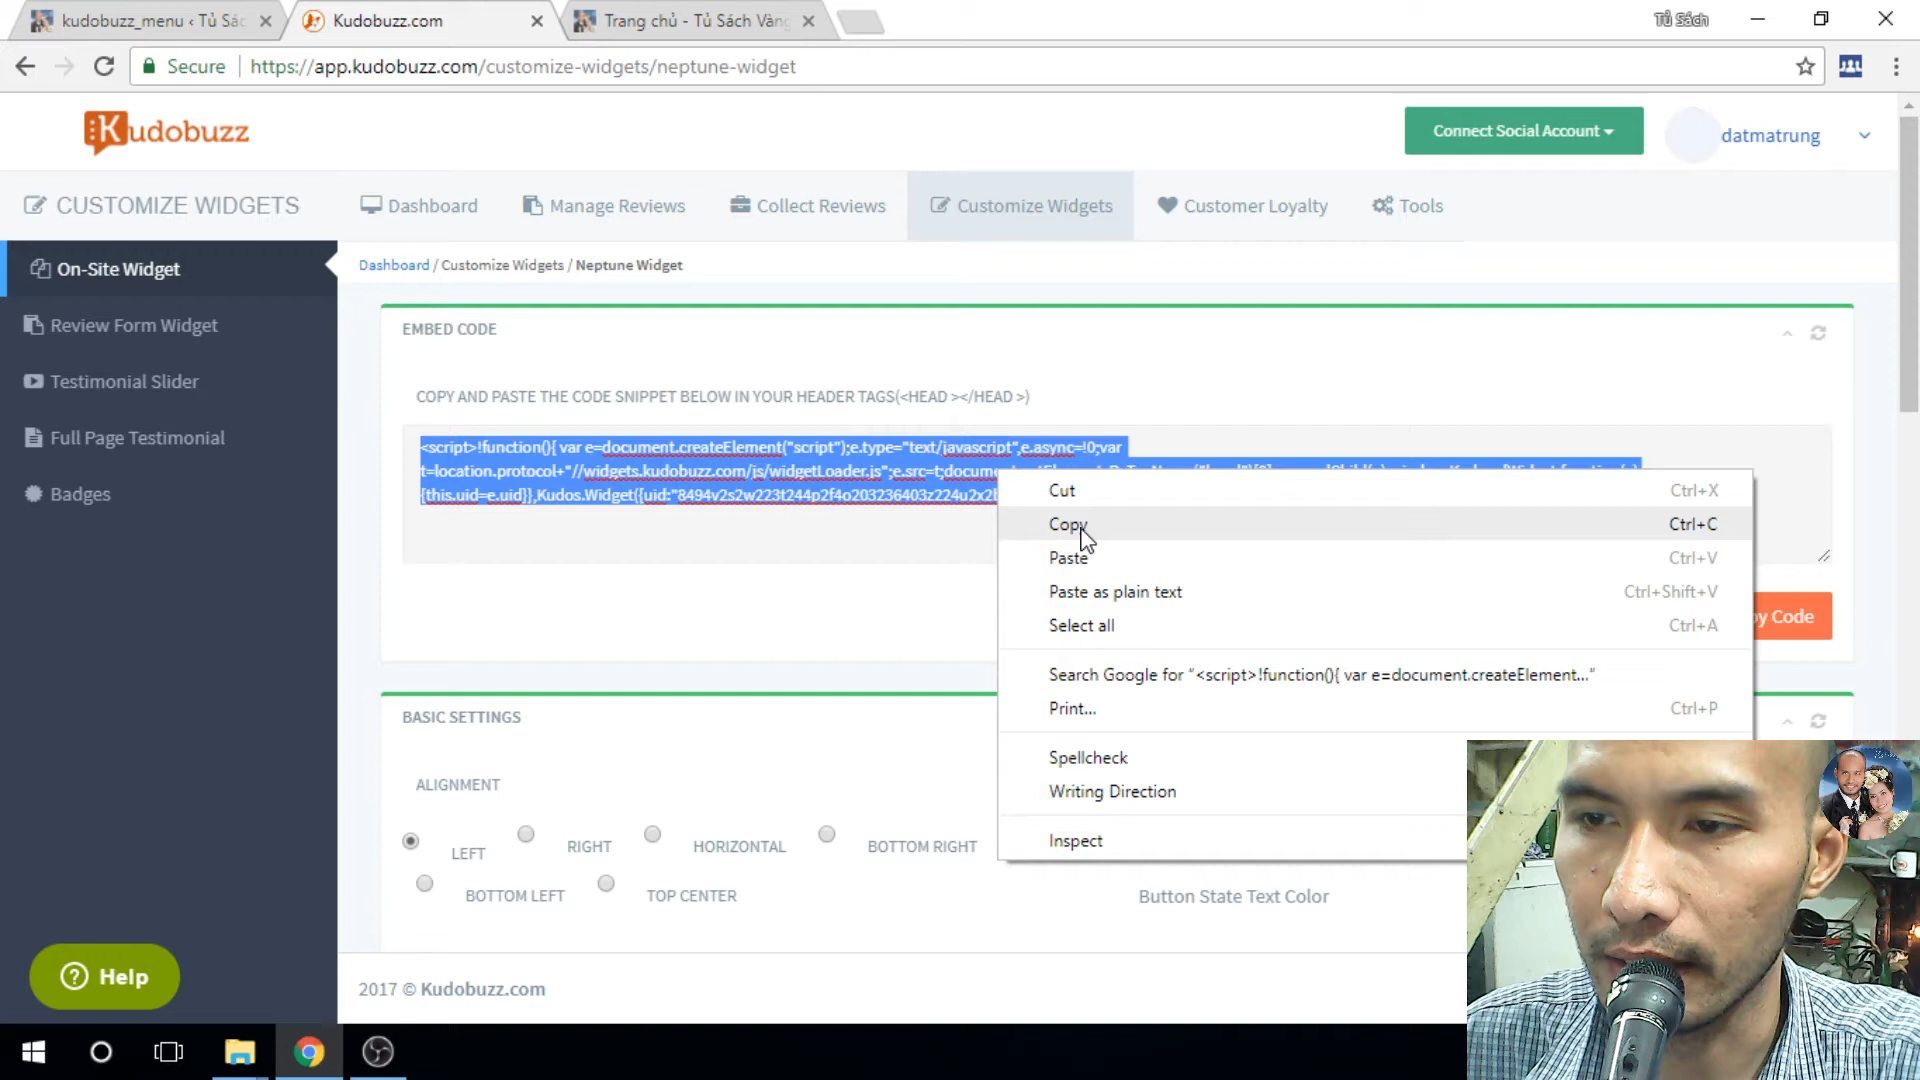 kudobuzz_menu ‹ Tủ Sác
Kudobuzz.com
Trang chủ - Tủ Sách Vàng
Tủ Sách
Secure
https://app.kudobuzz.com/customize-widgets/neptune-widget
Kudobuzz
Connect Social Account
datmatrung
CUSTOMIZE WIDGETS
Dashboard
Manage Reviews
Collect Reviews
Customize Widgets
Customer Loyalty
Tools
On-Site Widget
Review Form Widget
Testimonial Slider
Full Page Testimonial
Badges
Dashboard / Customize Widgets / Neptune Widget
EMBED CODE
COPY AND PASTE THE CODE SNIPPET BELOW IN YOUR HEADER TAGS(<HEAD ></HEAD >)
<script>!function(){ var e=document.createElement("script");e.type="text/javascript",e.async=!0;var
t=location.protocol+"//widgets.kudobuzz.com/js/widgetLoader.js";e.src=t;docum
{this.uid=e.uid}},Kudos.Widget({uid:"8494v2s2w223t244p2f4o203236403z224u2x2
Cut Ctrl+X
Copy Ctrl+C
Paste Ctrl+V
Paste as plain text Ctrl+Shift+V
Select all Ctrl+A
Search Google for “<script>!function(){ var e=document.createElement...”
Print... Ctrl+P
Spellcheck
Writing Direction
Inspect
y Code
BASIC SETTINGS
ALIGNMENT
LEFT
RIGHT
HORIZONTAL
BOTTOM RIGHT
BOTTOM LEFT
TOP CENTER
Button State Text Color
Help
2017 © Kudobuzz.com